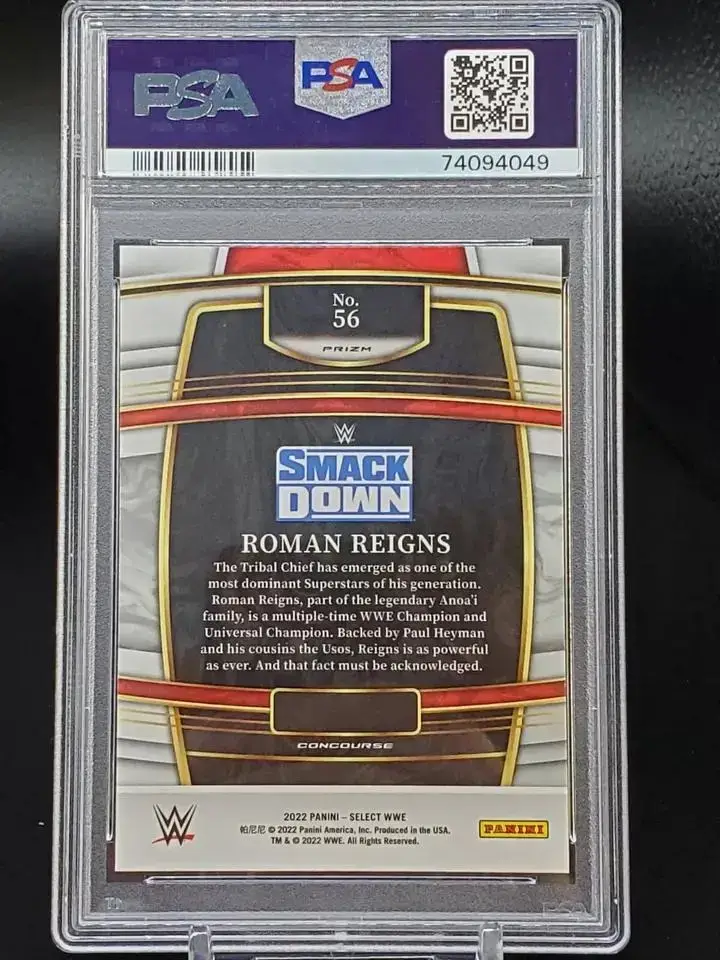 PSA PSA
74094049
No.
56
PRIZM
W
SMACK
DOWN
ROMAN REIGNS
The Tribal Chief has emerged as one of the
most dominant Superstars of his generation.
Roman Reigns, part of the legendary Anoa'i
family, is a multiple-time WWE Champion and
Universal Champion. Backed by Paul Heyman
and his cousins the Usos, Reigns is as powerful
as ever. And that fact must be acknowledged.
CONCOURSE
W
2022 PANINI – SELECT WWE
帕尼尼 © 2022 Panini America, Inc. Produced in the USA.
TM & © 2022 WWE. All Rights Reserved.
PANINI
PSA